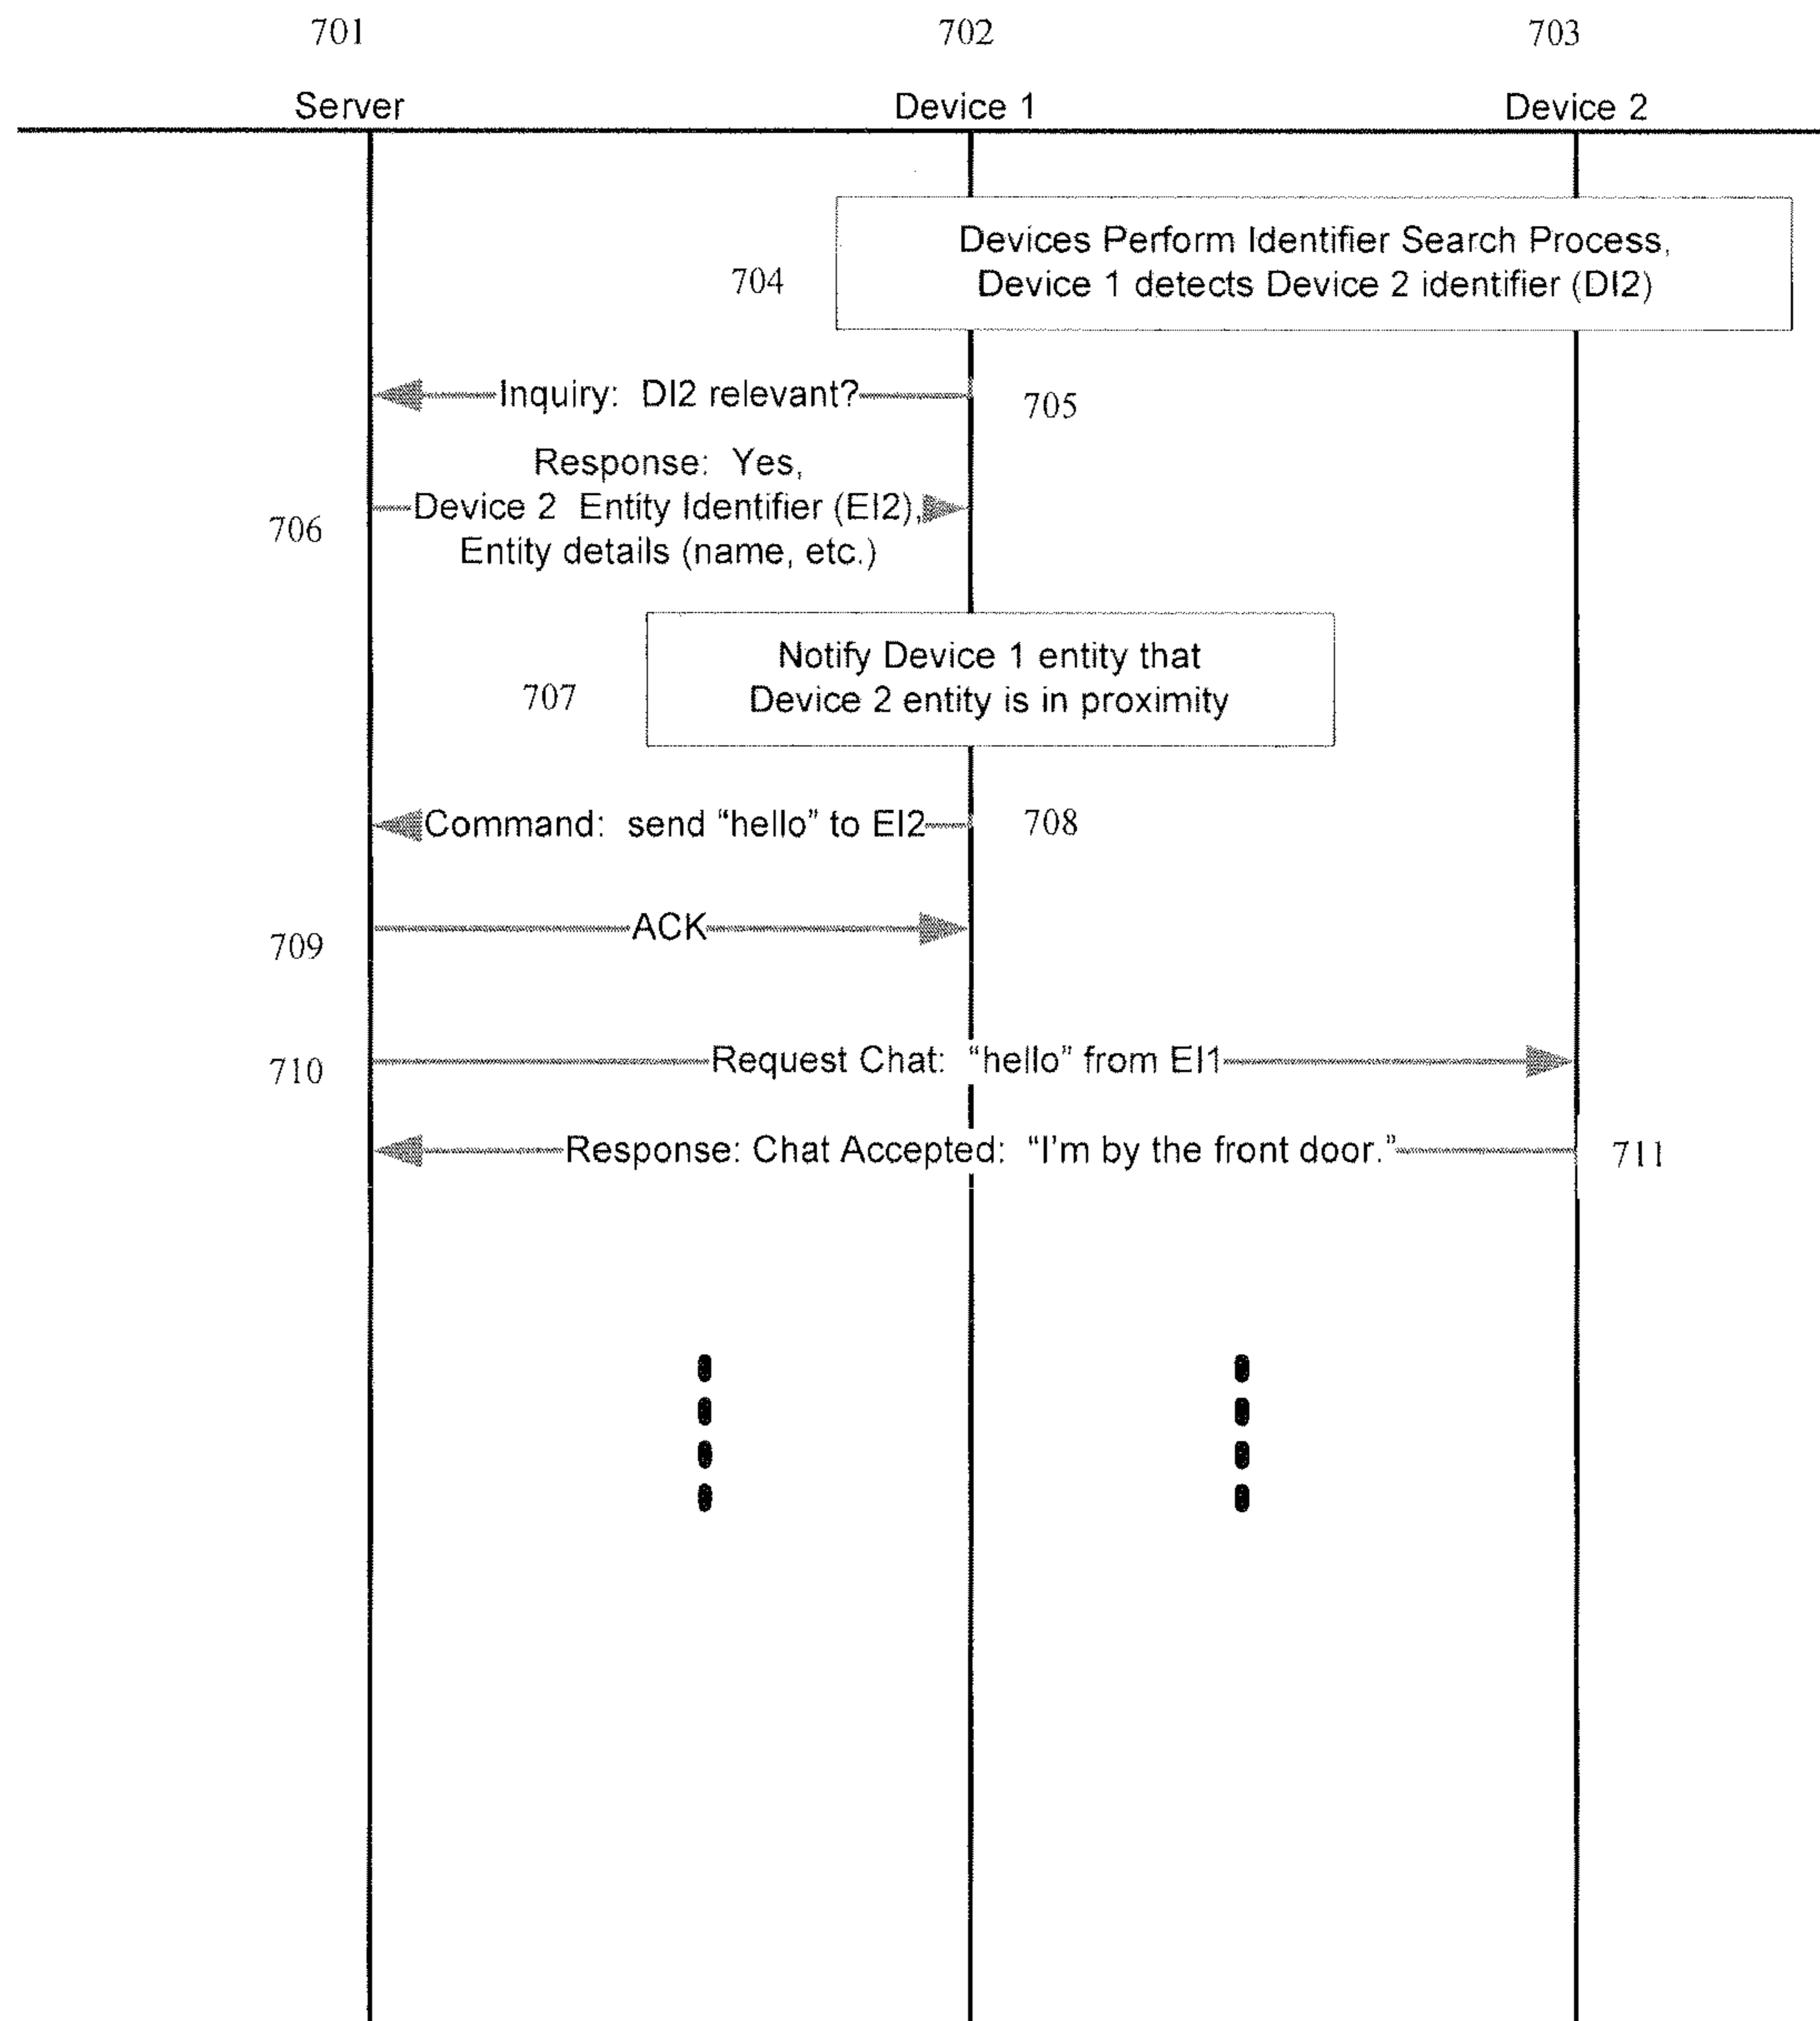 701 702 703
Server Device 1 Device 2
Devices Perform Identifier Search Process,
704
Device 1 detects Device 2 identifier (DI2)
Inquiry: DI2 relevant?
705
Response: Yes,
Device 2 Entity Identifier (EI2),
706
Entity details (name, etc.)
Notify Device 1 entity that
707
Device 2 entity is in proximity
Command: send “hello” to EI2
708
ACK
709
Request Chat: “hello” from EI1
710
Response: Chat Accepted: “I'm by the front door.”
711